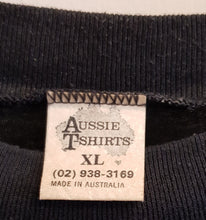 AUSSIE
TSHIRTS
XL
(02) 938-3169
MADE IN AUSTRALIA